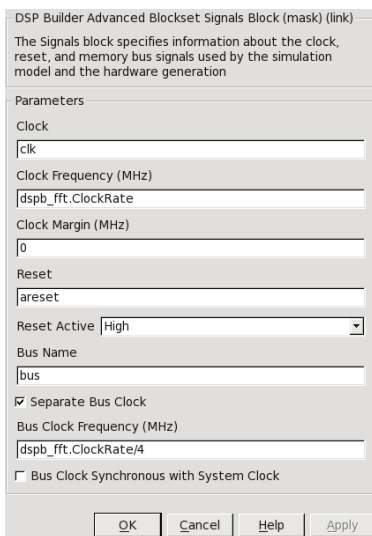 DSP Builder Advanced Blockset Signals Block (mask) (link)
The Signals block specifies information about the clock,
reset, and memory bus signals used by the simulation
model and the hardware generation
Parameters
Clock
clk
Clock Frequency (MHz)
dspb_fft.ClockRate
Clock Margin (MHz)
0
Reset
areset
Reset Active High
Bus Name
bus
Separate Bus Clock
Bus Clock Frequency (MHz)
dspb_fft.ClockRate/4
Bus Clock Synchronous with System Clock
OK Cancel Help Apply